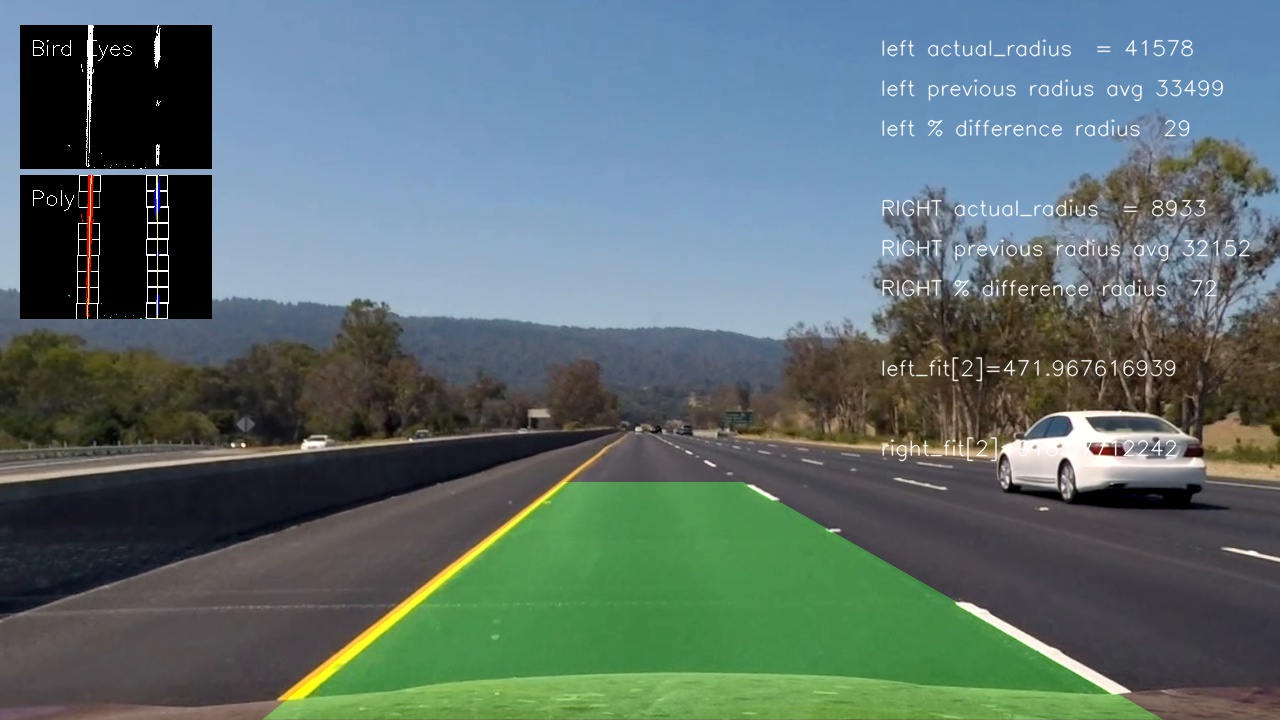 Bird Eyes
Poly
left actual_radius = 41578
left previous radius avg 33499
left % difference radius 29
RIGHT actual_radius = 8933
RIGHT previous radius avg 32152
RIGHT % difference radius 72
left_fit[2]=471.967616939
right_fit[2]